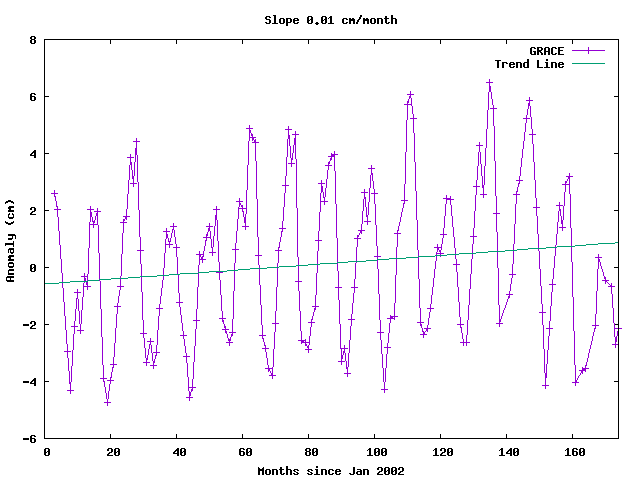 Slope 0.01 cm/month
GRACE
Trend Line
Anomaly (cm)
8
6
4
2
0
-2
-4
-6
0 20 40 60 80 100 120 140 160
Months since Jan 2002